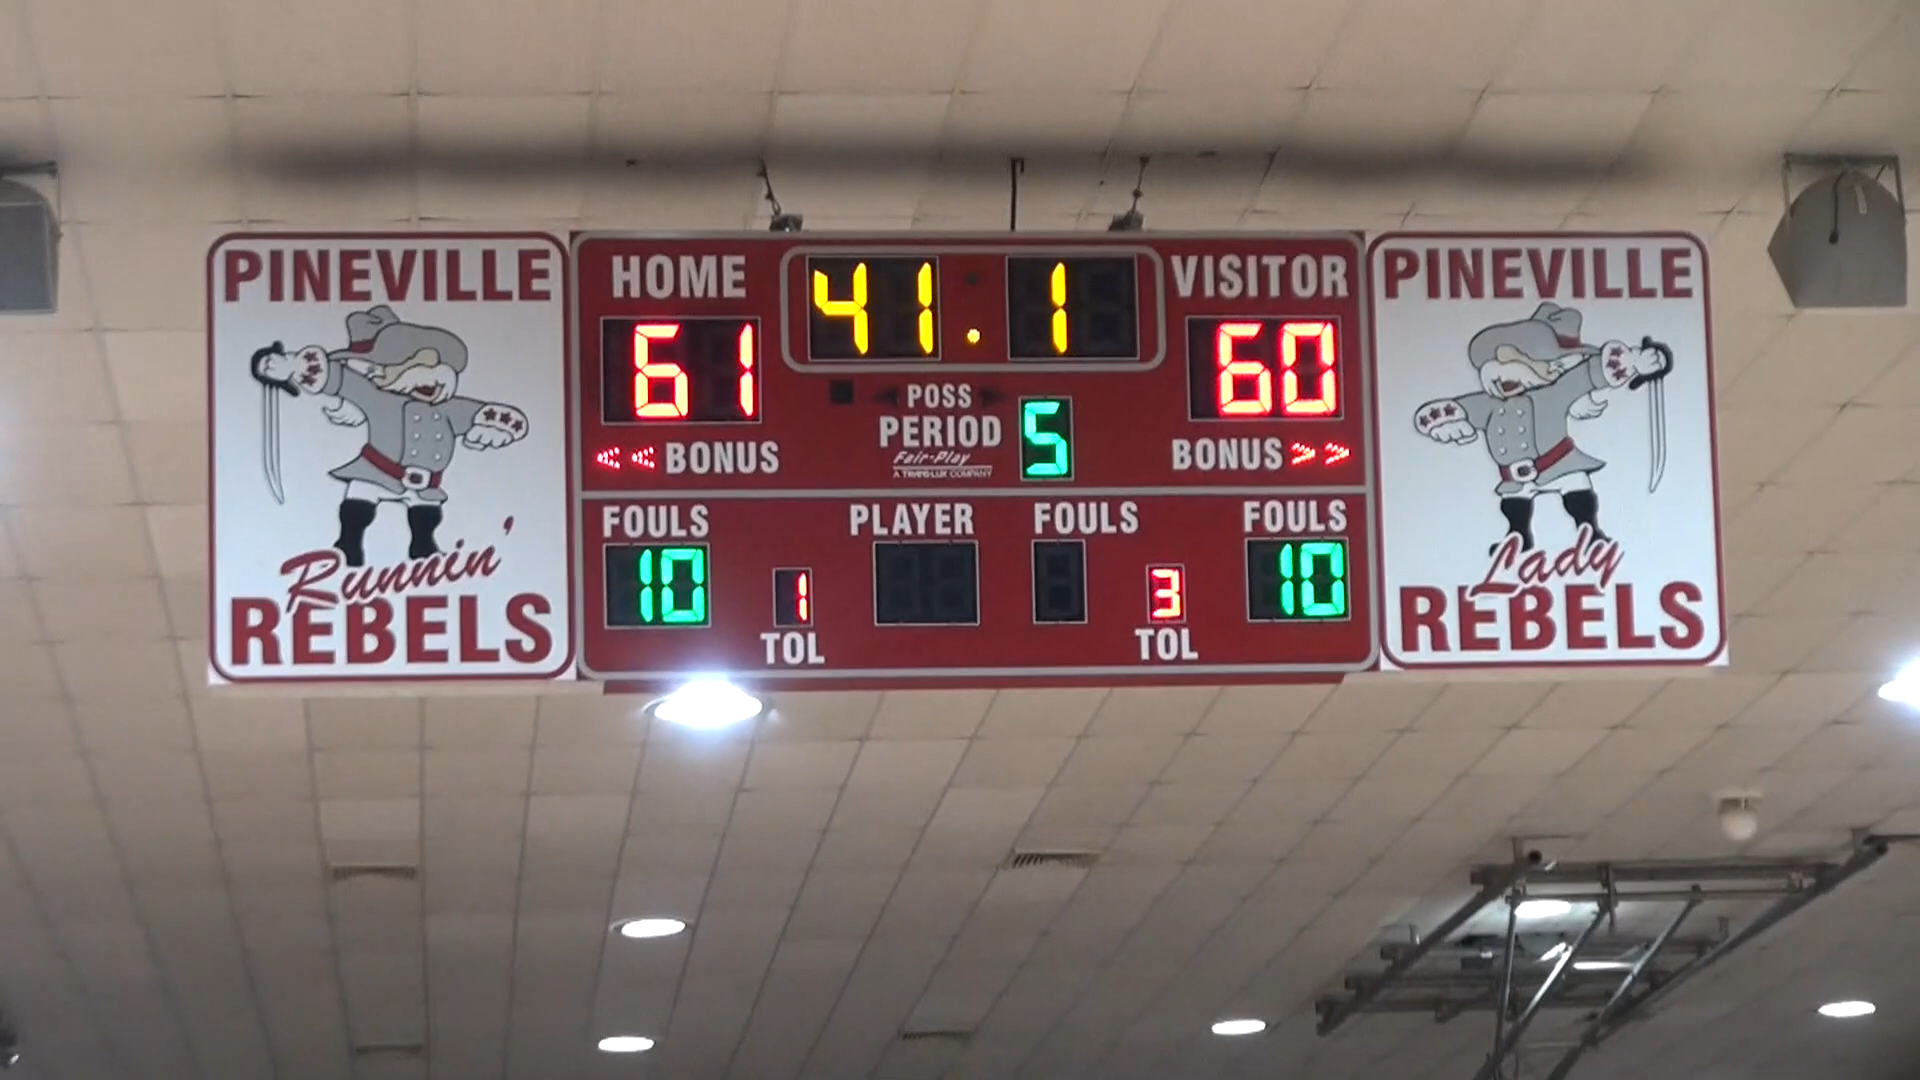 PINEVILLE
Runnin'
REBELS
HOME
41.1
VISITOR
61
60
POSS
PERIOD 5
Fair-Play
A TRANS-LUX COMPANY
<< BONUS
BONUS >>
FOULS
PLAYER
FOULS
FOULS
10
1
3
10
TOL
TOL
PINEVILLE
Lady
REBELS